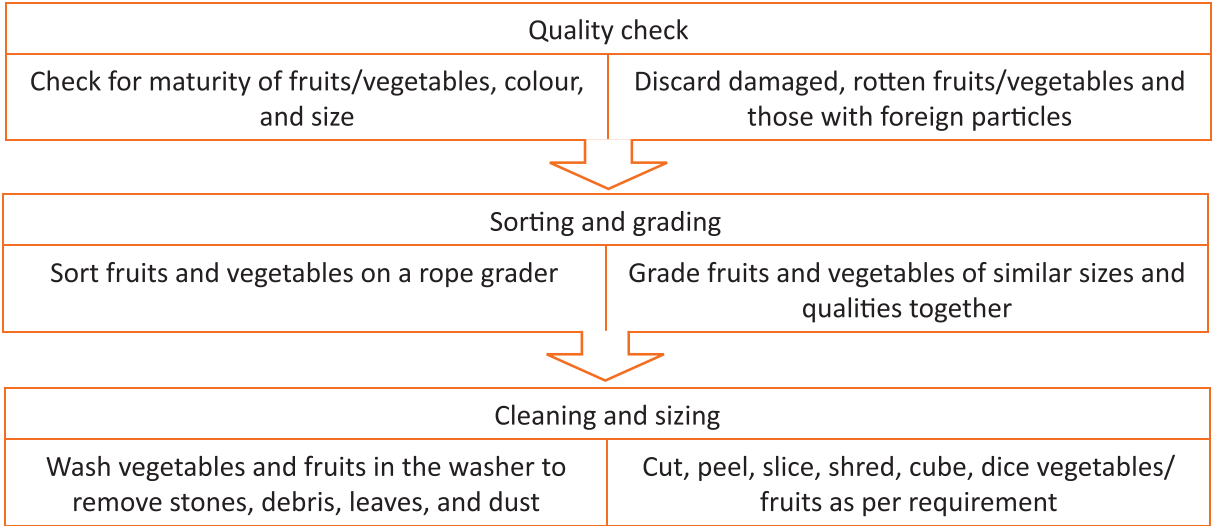 Quality check
Check for maturity of fruits/vegetables, colour,
and size
Discard damaged, rotten fruits/vegetables and
those with foreign particles
Sorting and grading
Sort fruits and vegetables on a rope grader
Grade fruits and vegetables of similar sizes and
qualities together
Cleaning and sizing
Wash vegetables and fruits in the washer to
remove stones, debris, leaves, and dust
Cut, peel, slice, shred, cube, dice vegetables/
fruits as per requirement